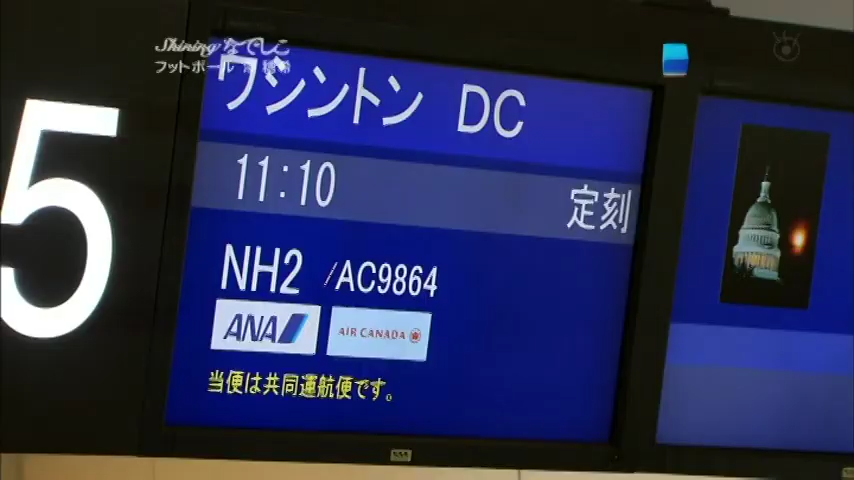 Shining なでしこ
フットボール
5
ワシントン DC
11:10 定刻
NH2 /AC9864
ANA AIR CANADA
当便は共同運航便です。